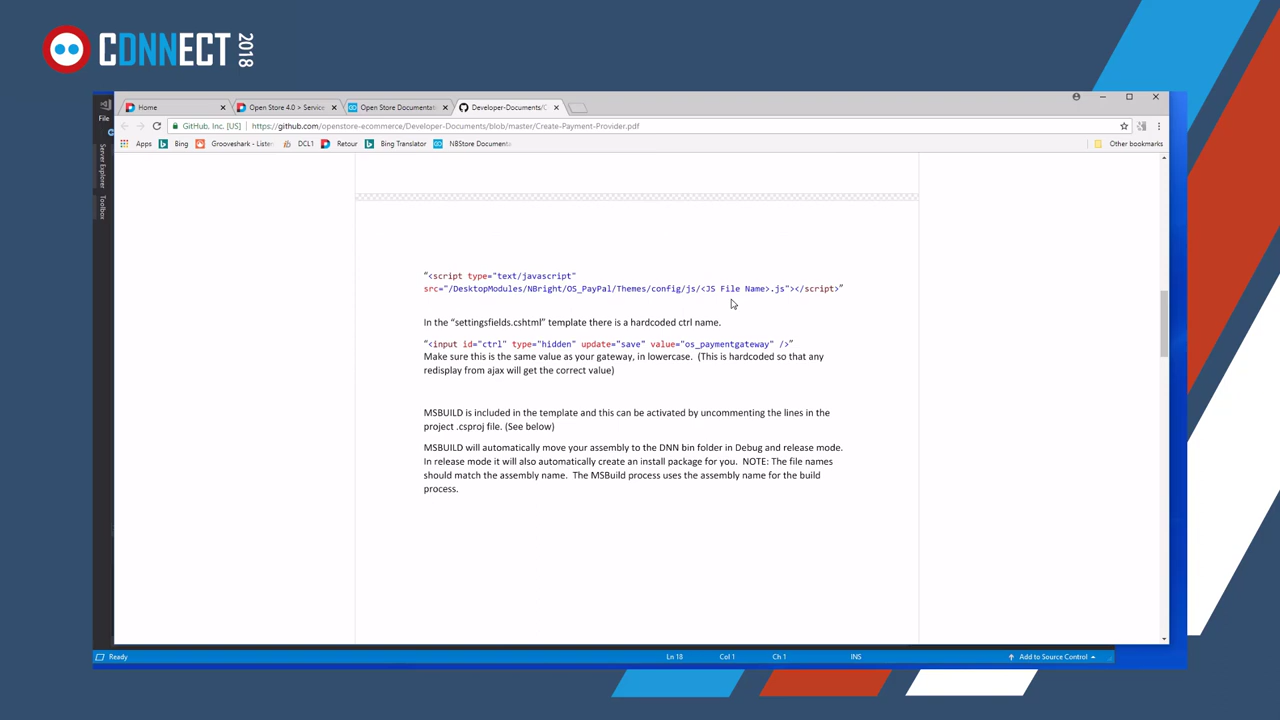 CDNNECT 2018
File
Server Explorer
Toolbox
Home
Open Store 4.0 > Service
Open Store Documentatio
Developer-Documents/C
GitHub, Inc. [US]
https://github.com/openstore-ecommerce/Developer-Documents/blob/master/Create-Payment-Provider.pdf
Apps
Bing
Grooveshark - Listen
DCL1
Retour
Bing Translator
NBStore Documenta
Other bookmarks
“<script type="text/javascript"
src="/DesktopModules/NBright/OS_PayPal/Themes/config/js/<JS File Name>.js"></script>”
In the “settingsfields.cshtml” template there is a hardcoded ctrl name.
“<input id="ctrl" type="hidden" update="save" value="os_paymentgateway" />”
Make sure this is the same value as your gateway, in lowercase. (This is hardcoded so that any
redisplay from ajax will get the correct value)
MSBUILD is included in the template and this can be activated by uncommenting the lines in the
project .csproj file. (See below)
MSBUILD will automatically move your assembly to the DNN bin folder in Debug and release mode.
In release mode it will also automatically create an install package for you. NOTE: The file names
should match the assembly name. The MSBuild process uses the assembly name for the build
process.
Ready
Ln 18
Col 1
Ch 1
INS
Add to Source Control